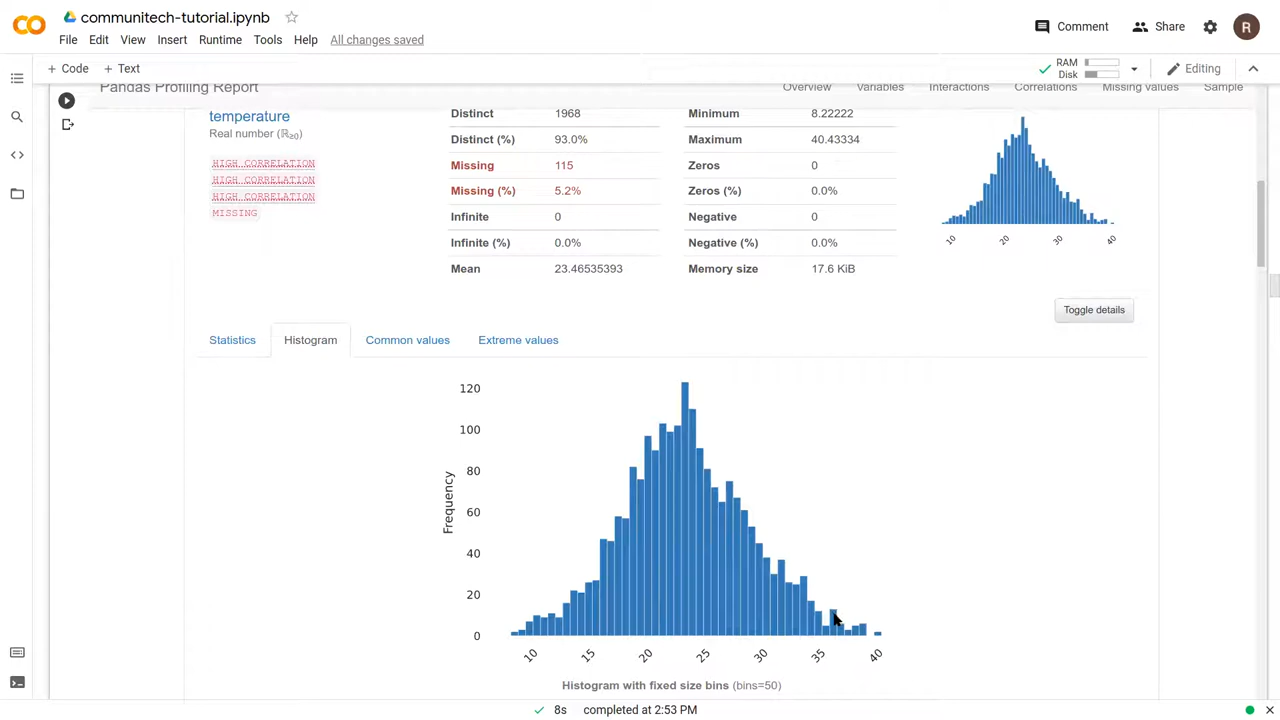 communitech-tutorial.ipynb
Comment
Share
R
File Edit View Insert Runtime Tools Help All changes saved
+ Code + Text
RAM
Disk
Editing
Pandas Profiling Report
Overview Variables Interactions Correlations Missing values Sample
temperature
Real number (ℝ≥0)
HIGH CORRELATION
HIGH CORRELATION
HIGH CORRELATION
MISSING
Distinct 1968
Distinct (%) 93.0%
Missing 115
Missing (%) 5.2%
Infinite 0
Infinite (%) 0.0%
Mean 23.46535393
Minimum 8.22222
Maximum 40.43334
Zeros 0
Zeros (%) 0.0%
Negative 0
Negative (%) 0.0%
Memory size 17.6 KiB
10 20 30 40
Toggle details
Statistics Histogram Common values Extreme values
Frequency
120
100
80
60
40
20
0
10 15 20 25 30 35 40
Histogram with fixed size bins (bins=50)
8s completed at 2:53 PM